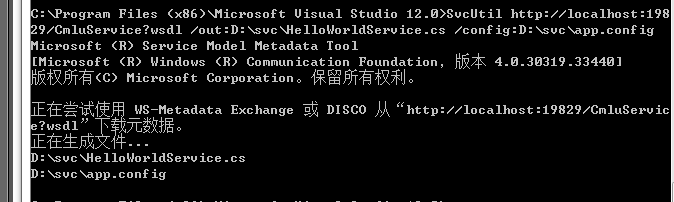 C:\Program Files (x86)\Microsoft Visual Studio 12.0>SvcUtil http://localhost:198
29/CmluService?wsdl /out:D:\svc\HelloWorldService.cs /config:D:\svc\app.config
Microsoft (R) Service Model Metadata Tool
[Microsoft (R) Windows (R) Communication Foundation，版本 4.0.30319.33440]
版权所有(C) Microsoft Corporation。保留所有权利。
正在尝试使用 WS-Metadata Exchange 或 DISCO 从“http://localhost:19829/CmluServic
e?wsdl”下载元数据。
正在生成文件...
D:\svc\HelloWorldService.cs
D:\svc\app.config